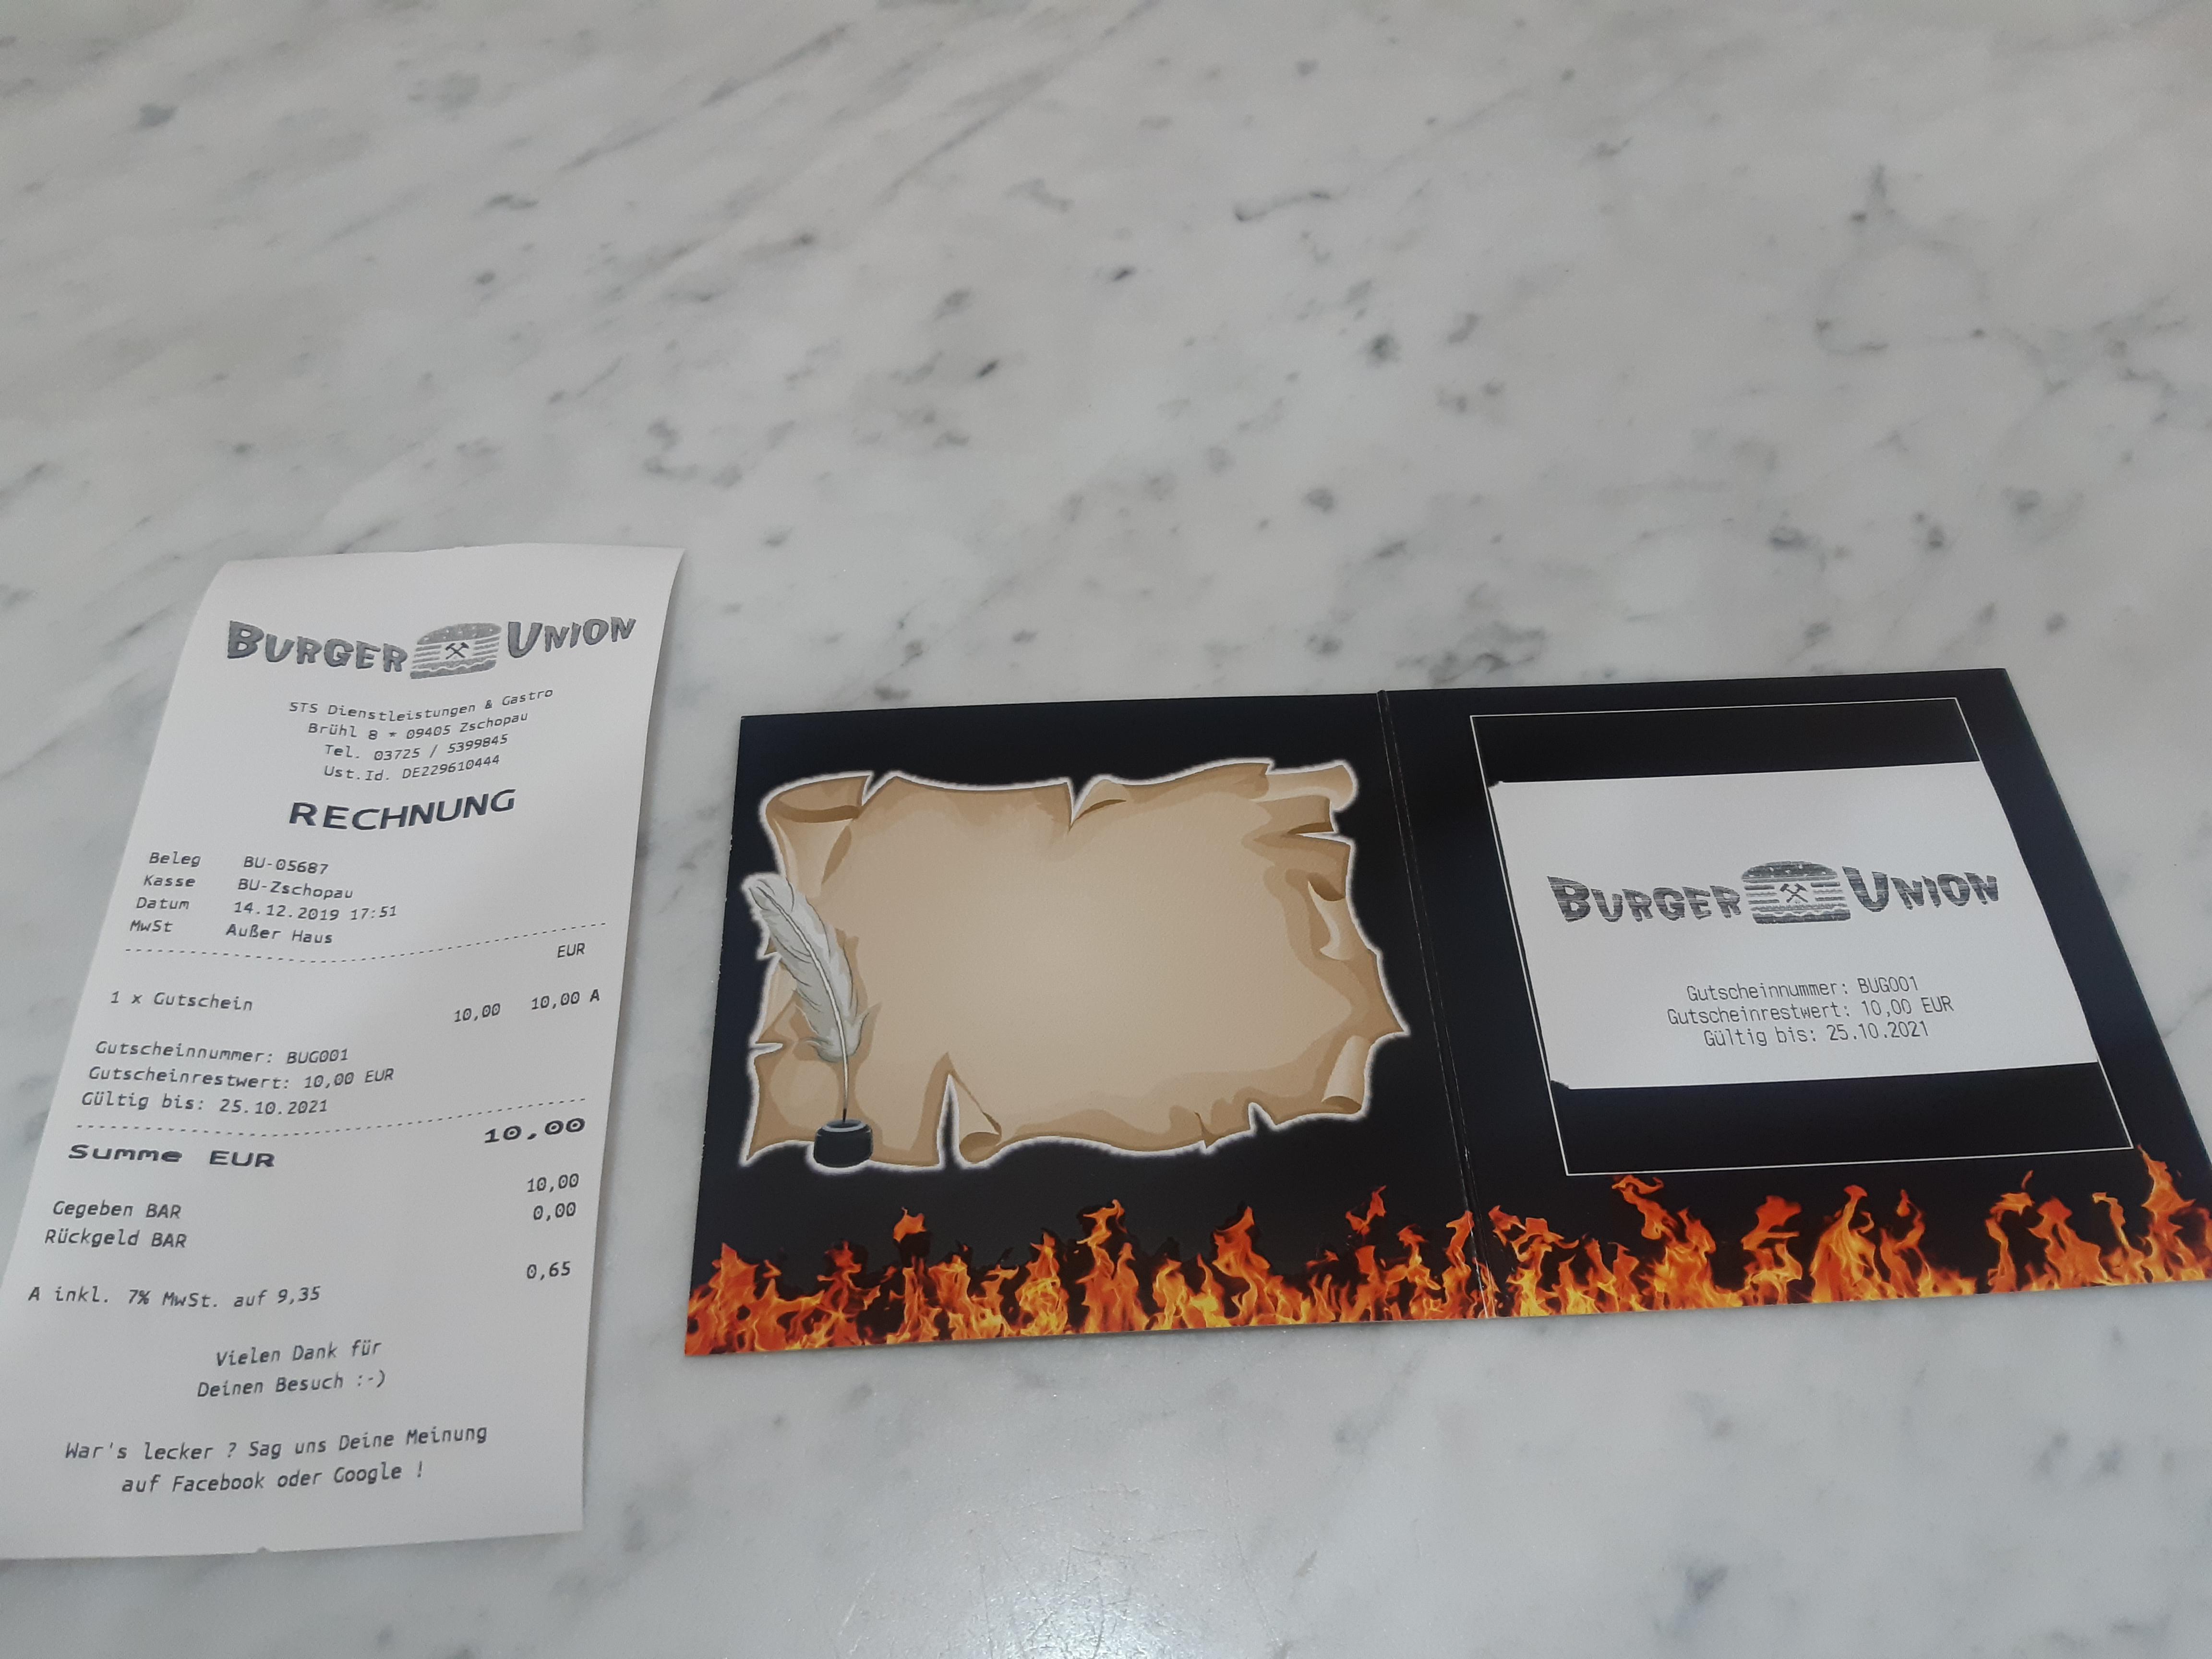 BURGER UNION
STS Dienstleistungen & Gastro
Brühl 8 * 09405 Zschopau
Tel. 03725 / 5399845
Ust.Id. DE229610444
RECHNUNG
Beleg BU-05687
Kasse BU-Zschopau
Datum 14.12.2019 17:51
MwSt Außer Haus
EUR
1 x Gutschein 10,00 10,00 A
Gutscheinnummer: BUG001
Gutscheinrestwert: 10,00 EUR
Gültig bis: 25.10.2021
Summe EUR 10,00
Gegeben BAR 10,00
Rückgeld BAR 0,00
A inkl. 7% MwSt. auf 9,35 0,65
Vielen Dank für
Deinen Besuch :-)
War's lecker ? Sag uns Deine Meinung
auf Facebook oder Google !
BURGER UNION
Gutscheinnummer: BUG001
Gutscheinrestwert: 10,00 EUR
Gültig bis: 25.10.2021